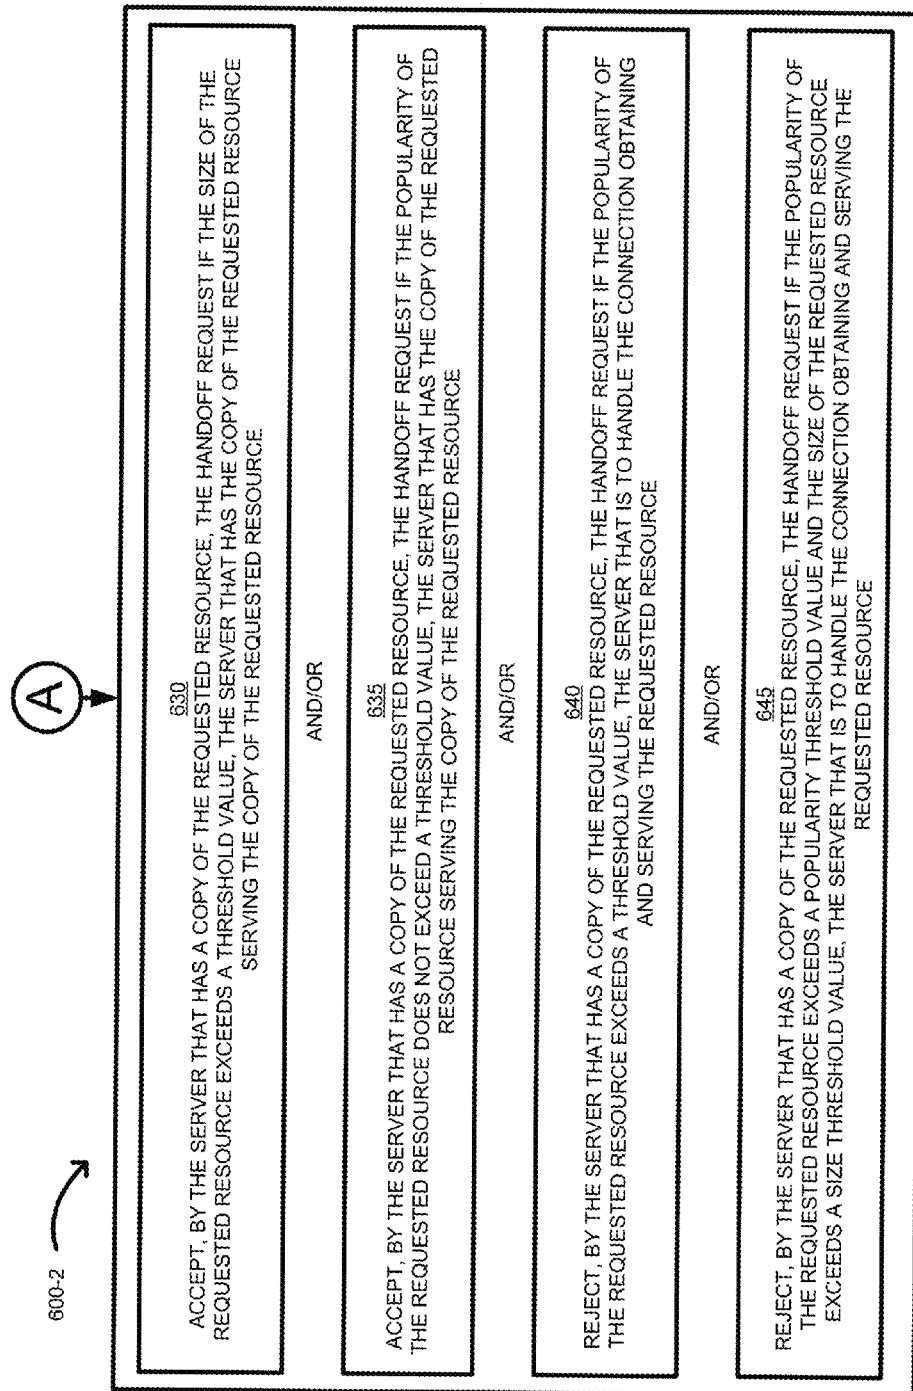 600-2
A
630
ACCEPT, BY THE SERVER THAT HAS A COPY OF THE REQUESTED RESOURCE, THE HANDOFF REQUEST IF THE SIZE OF THE
REQUESTED RESOURCE EXCEEDS A THRESHOLD VALUE, THE SERVER THAT HAS THE COPY OF THE REQUESTED RESOURCE
SERVING THE COPY OF THE REQUESTED RESOURCE
AND/OR
635
ACCEPT, BY THE SERVER THAT HAS A COPY OF THE REQUESTED RESOURCE, THE HANDOFF REQUEST IF THE POPULARITY OF
THE REQUESTED RESOURCE DOES NOT EXCEED A THRESHOLD VALUE, THE SERVER THAT HAS THE COPY OF THE REQUESTED
RESOURCE SERVING THE COPY OF THE REQUESTED RESOURCE
AND/OR
640
REJECT, BY THE SERVER THAT HAS A COPY OF THE REQUESTED RESOURCE, THE HANDOFF REQUEST IF THE POPULARITY OF
THE REQUESTED RESOURCE EXCEEDS A THRESHOLD VALUE, THE SERVER THAT IS TO HANDLE THE CONNECTION OBTAINING
AND SERVING THE REQUESTED RESOURCE
AND/OR
645
REJECT, BY THE SERVER THAT HAS A COPY OF THE REQUESTED RESOURCE, THE HANDOFF REQUEST IF THE POPULARITY OF
THE REQUESTED RESOURCE EXCEEDS A POPULARITY THRESHOLD VALUE AND THE SIZE OF THE REQUESTED RESOURCE
EXCEEDS A SIZE THRESHOLD VALUE, THE SERVER THAT IS TO HANDLE THE CONNECTION OBTAINING AND SERVING THE
REQUESTED RESOURCE